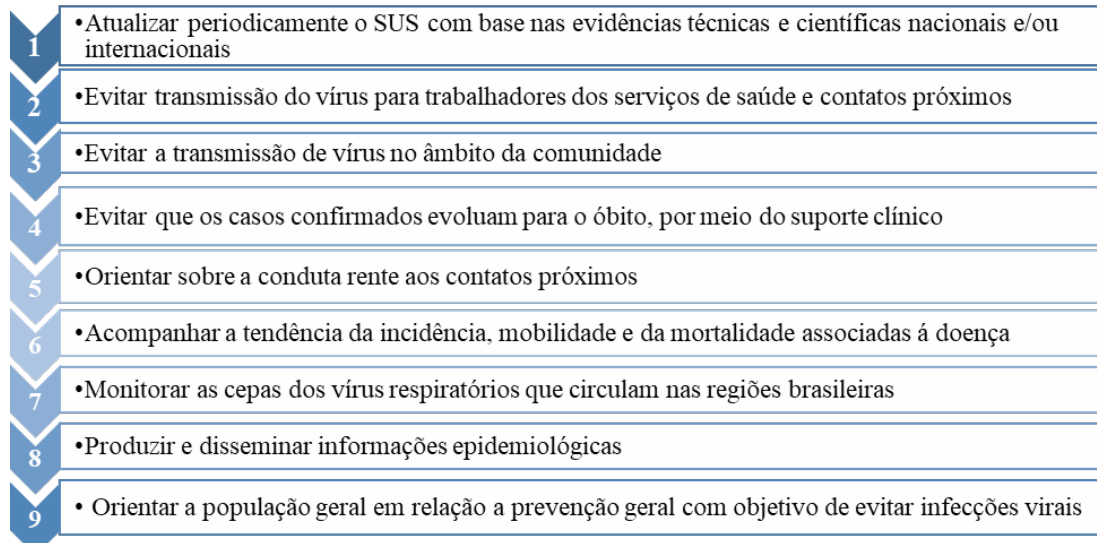 1
•Atualizar periodicamente o SUS com base nas evidências técnicas e científicas nacionais e/ou
internacionais
2
•Evitar transmissão do vírus para trabalhadores dos serviços de saúde e contatos próximos
3
•Evitar a transmissão de vírus no âmbito da comunidade
4
•Evitar que os casos confirmados evoluam para o óbito, por meio do suporte clínico
5
•Orientar sobre a conduta rente aos contatos próximos
6
•Acompanhar a tendência da incidência, mobilidade e da mortalidade associadas á doença
7
•Monitorar as cepas dos vírus respiratórios que circulam nas regiões brasileiras
8
•Produzir e disseminar informações epidemiológicas
9
• Orientar a população geral em relação a prevenção geral com objetivo de evitar infecções virais